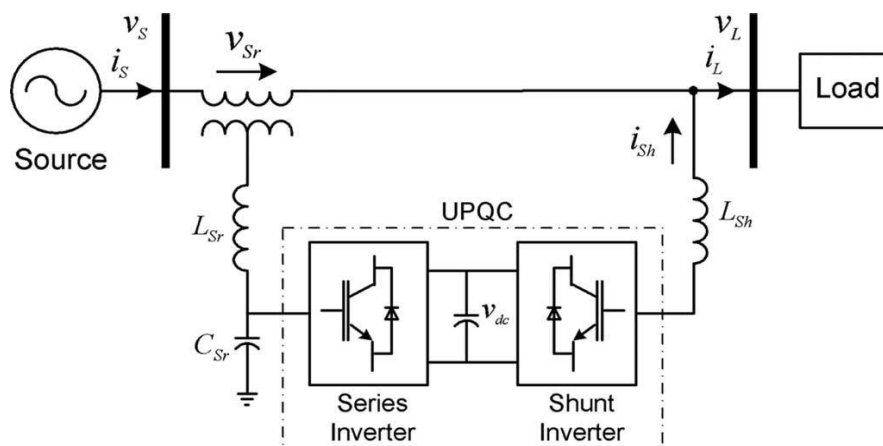 v_S
v_Sr
v_L
i_S
i_L
Load
Source
i_Sh
L_Sr
UPQC
L_Sh
v_dc
C_Sr
Series
Inverter
Shunt
Inverter